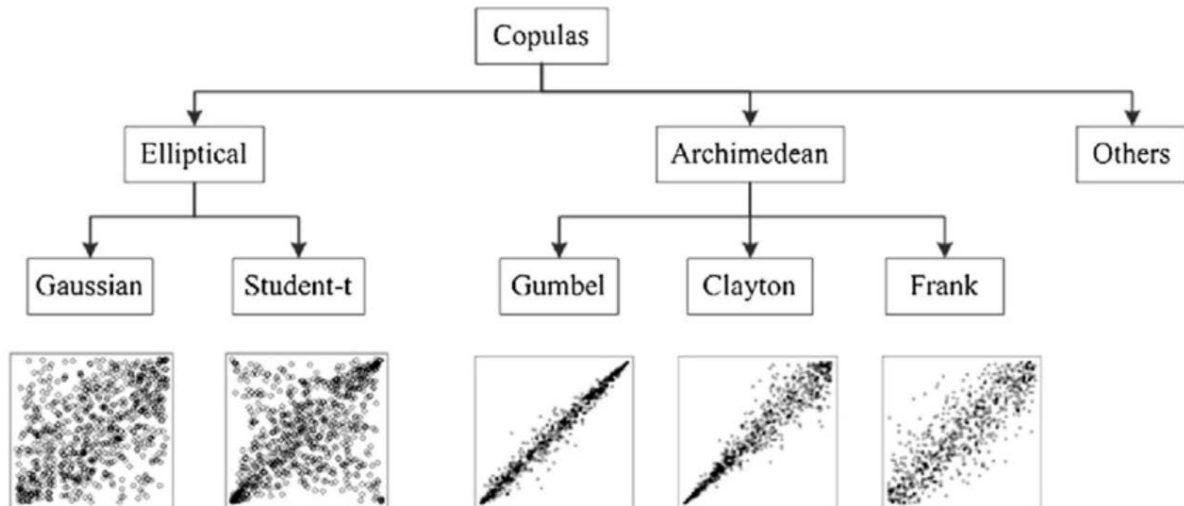 Copulas
Elliptical
Archimedean
Others
Gaussian
Student-t
Gumbel
Clayton
Frank